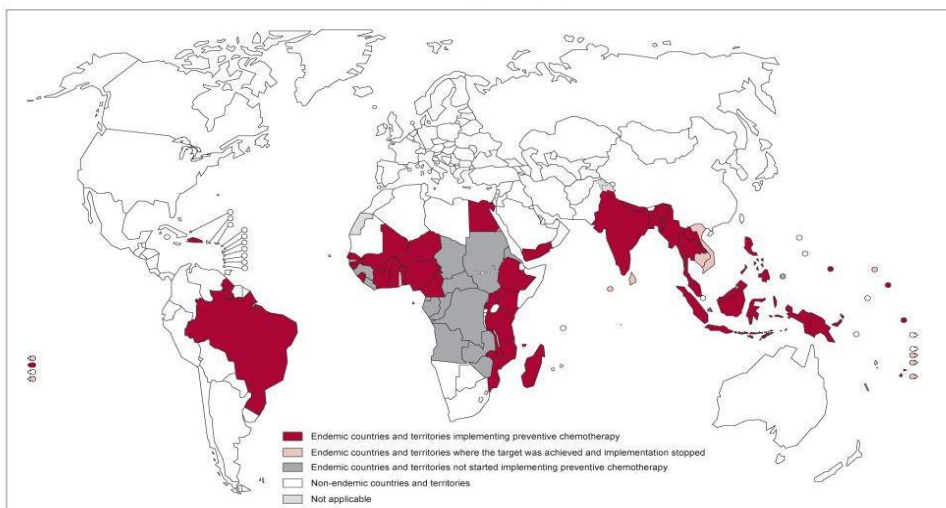 Endemic countries and territories implementing preventive chemotherapy
Endemic countries and territories where the target was achieved and implementation stopped
Endemic countries and territories not started implementing preventive chemotherapy
Non-endemic countries and territories
Not applicable